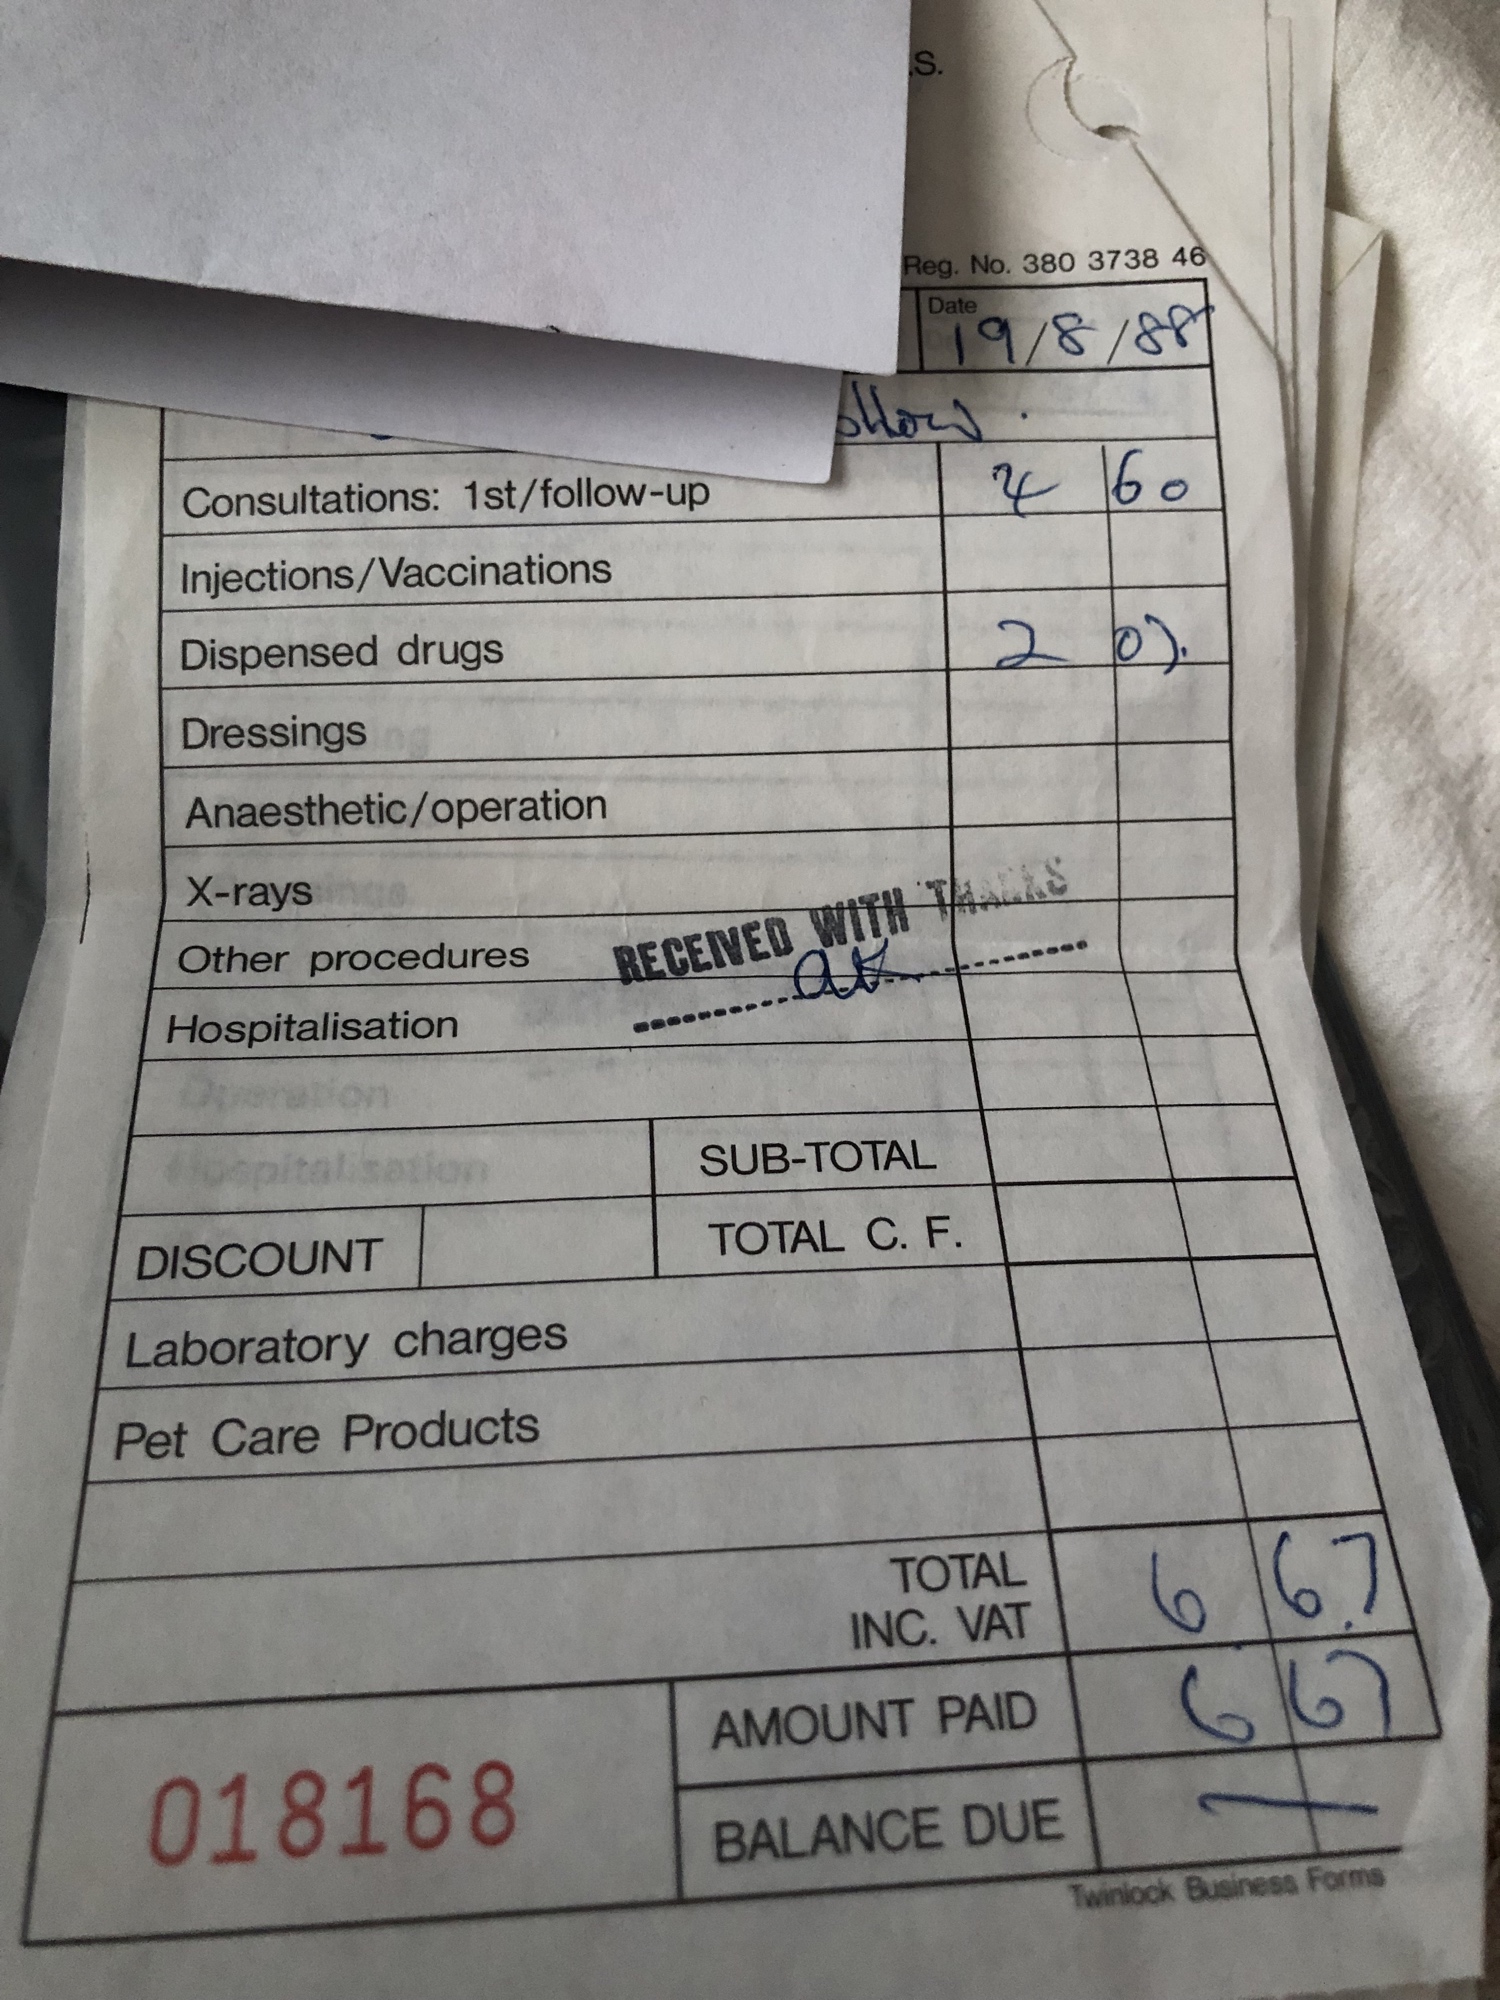 .S.
Reg. No. 380 3738 46
Date
19/8/88
Consultations: 1st/follow-up 4 60
Injections/Vaccinations
Dispensed drugs 2 07.
Dressings
Anaesthetic/operation
X-rays
RECEIVED WITH THANKS
Other procedures
Hospitalisation
Operation
Hospitalisation
SUB-TOTAL
DISCOUNT TOTAL C. F.
Laboratory charges
Pet Care Products
TOTAL
INC. VAT 6 67
AMOUNT PAID 6 67
018168
BALANCE DUE —
Twinlock Business Forms